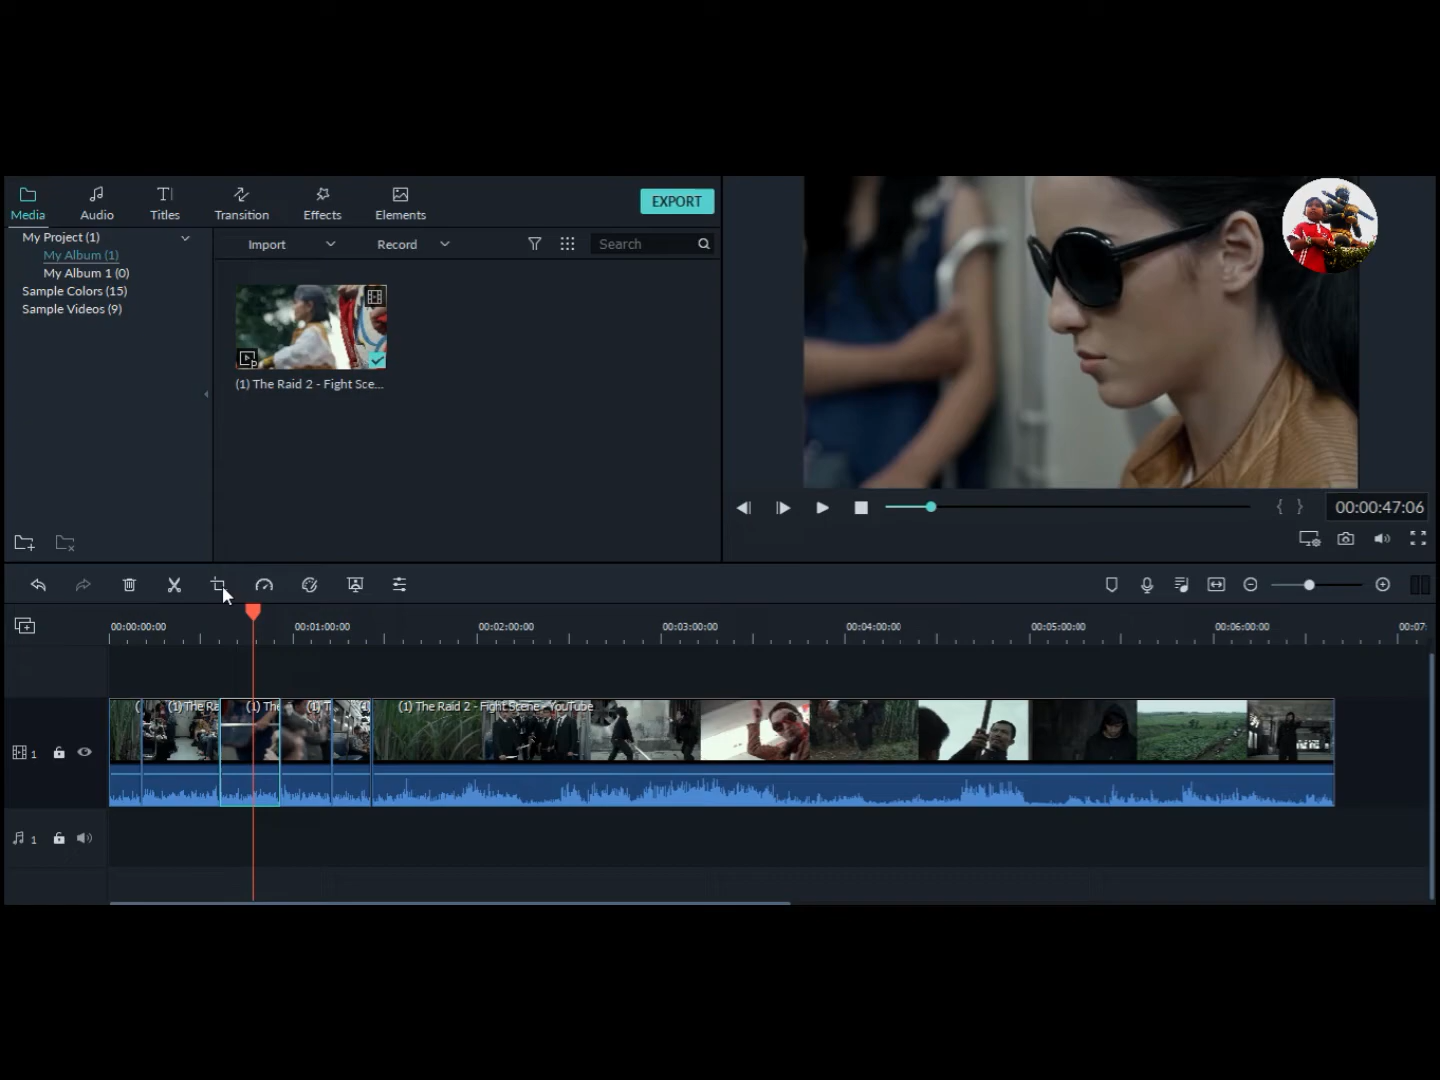 Media
Audio
Titles
Transition
Effects
Elements
EXPORT
My Project (1)
My Album (1)
My Album 1 (0)
Sample Colors (15)
Sample Videos (9)
Import
Record
Search
(1) The Raid 2 - Fight Sce...
00:00:47:06
00:00:00:00
00:01:00:00
00:02:00:00
00:03:00:00
00:04:00:00
00:05:00:00
00:06:00:00
00:07:
(
(1) The Ra
(1) The
(1) T
(1) The Raid 2 - Fight Scene - YouTube
1
1